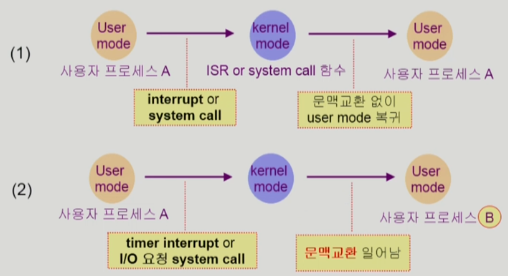 (1)
User mode
kernel mode
User mode
사용자 프로세스 A
ISR or system call 함수
사용자 프로세스 A
interrupt or
system call
문맥교환 없이
user mode 복귀
(2)
User mode
kernel mode
User mode
사용자 프로세스 A
사용자 프로세스 B
timer interrupt or
I/O 요청 system call
문맥교환 일어남